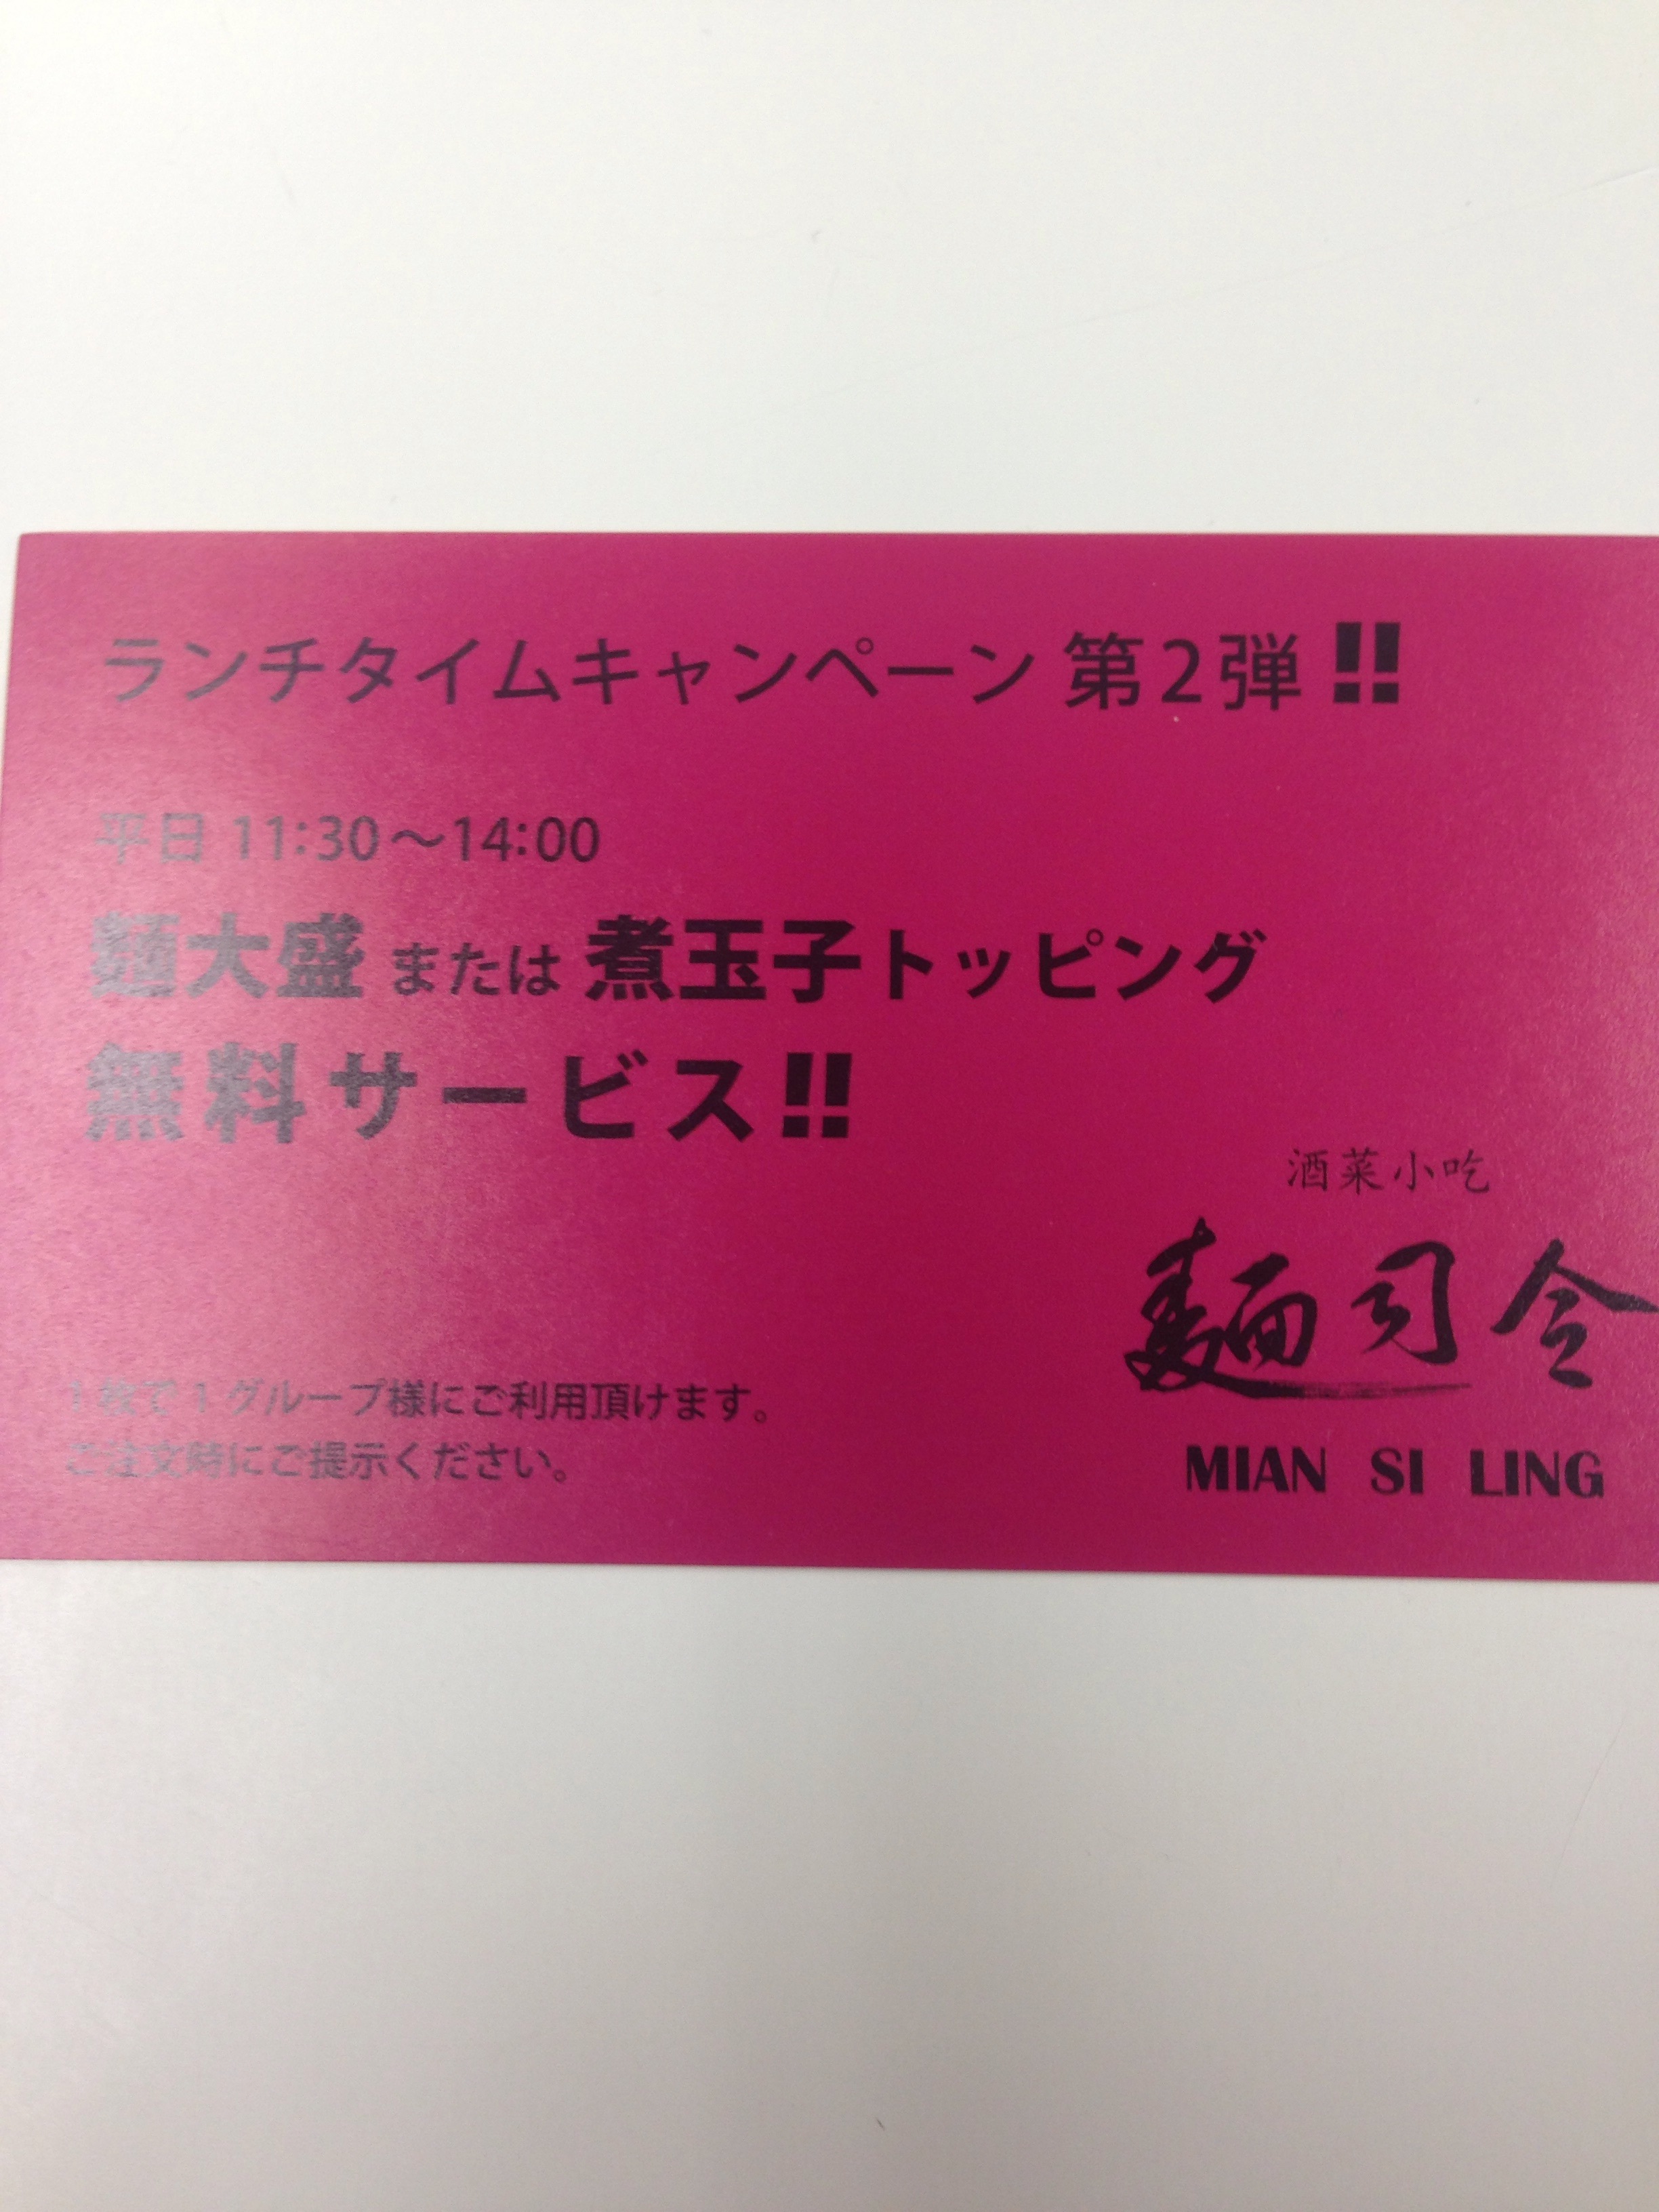 ランチタイムキャンペーン 第2弾!!
平日 11:30～14:00
麺大盛 または 煮玉子トッピング
無料サービス!!
酒菜小吃
麺司令
MIAN SI LING
1枚で1グループ様にご利用頂けます。
ご注文時にご提示ください。